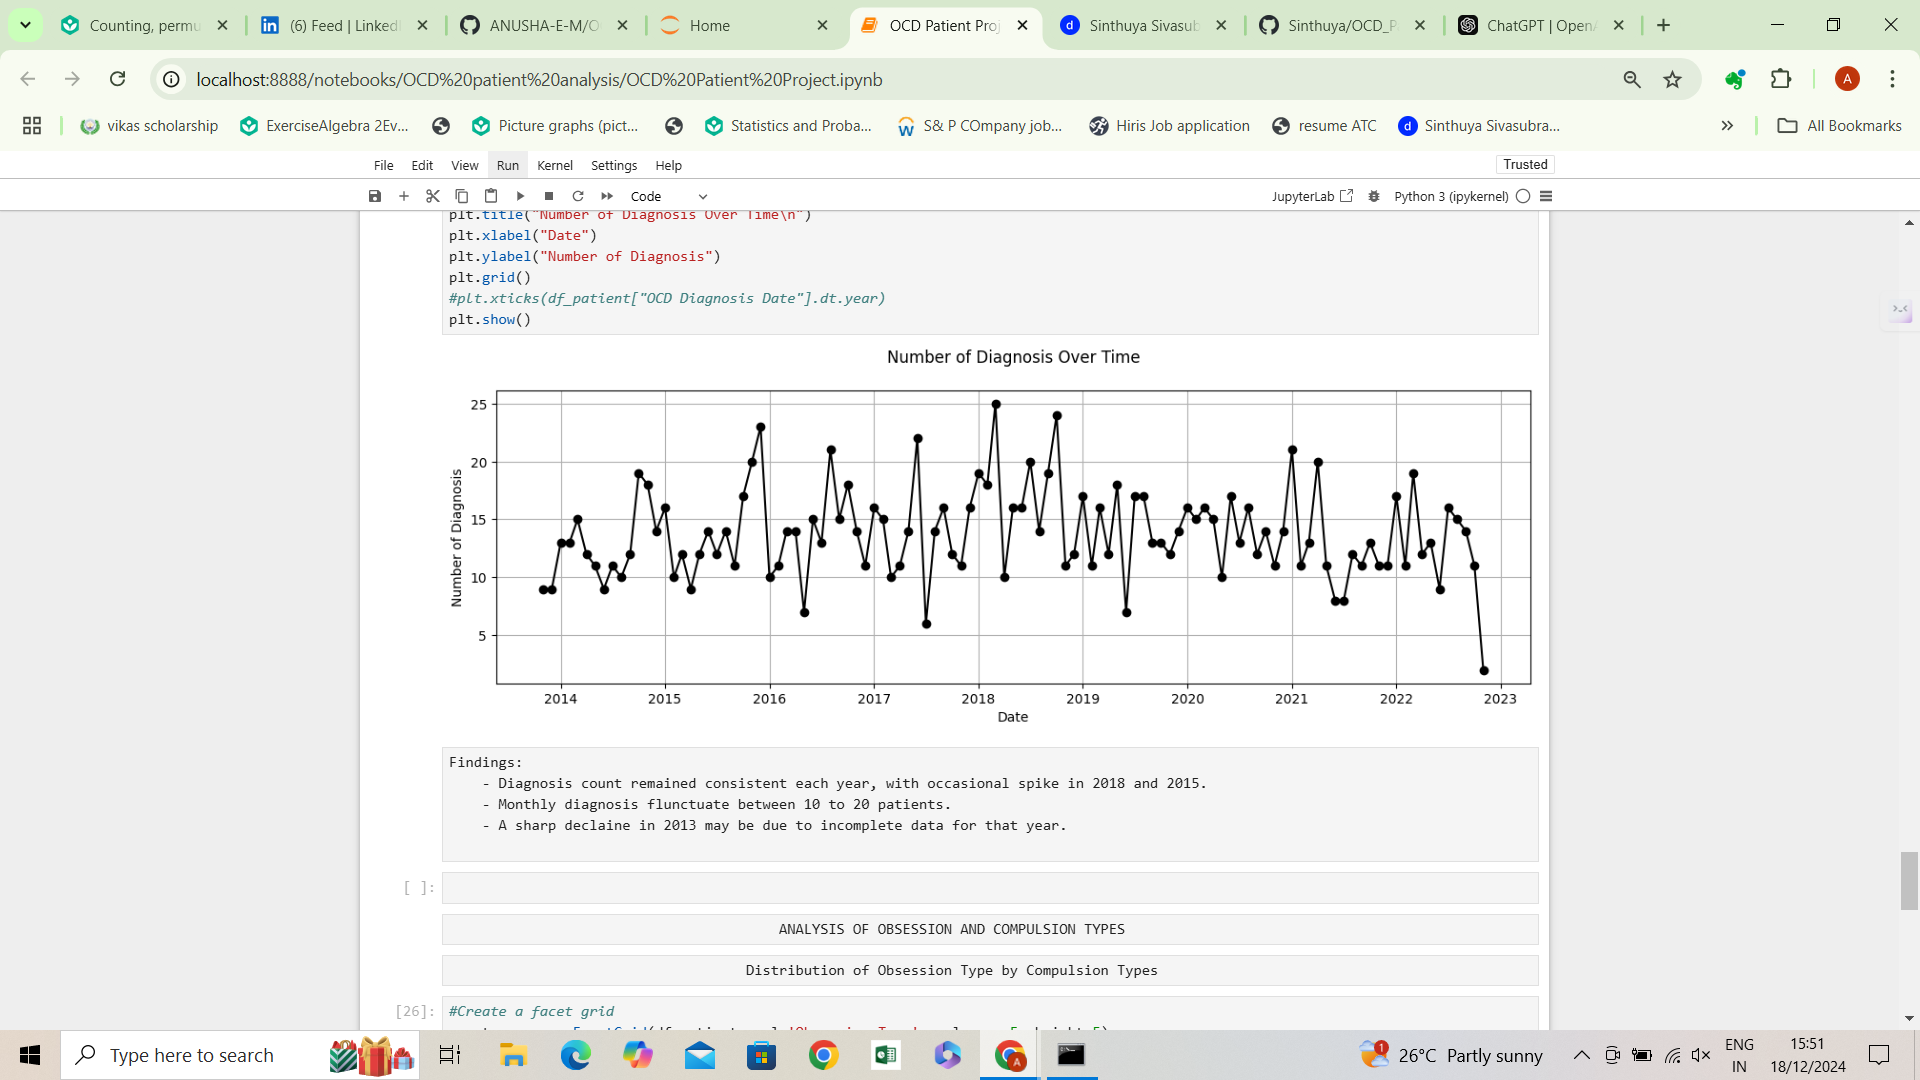 Counting, permu
(6) Feed | Linked
ANUSHA-E-M/O
Home
OCD Patient Proj
Sinthuya Sivasub
Sinthuya/OCD_P
ChatGPT | Open
localhost:8888/notebooks/OCD%20patient%20analysis/OCD%20Patient%20Project.ipynb
A
vikas scholarship
ExerciseAlgebra 2Ev...
Picture graphs (pict...
Statistics and Proba...
S& P COmpany job...
Hiris Job application
resume ATC
d
Sinthuya Sivasubra...
All Bookmarks
File Edit View Run Kernel Settings Help
Trusted
Code
JupyterLab
Python 3 (ipykernel)
plt.title("Number of Diagnosis Over Time\n")
plt.xlabel("Date")
plt.ylabel("Number of Diagnosis")
plt.grid()
#plt.xticks(df_patient["OCD Diagnosis Date"].dt.year)
plt.show()
Number of Diagnosis Over Time
25
20
15
10
5
Number of Diagnosis
2014 2015 2016 2017 2018 2019 2020 2021 2022 2023
Date
Findings:
- Diagnosis count remained consistent each year, with occasional spike in 2018 and 2015.
- Monthly diagnosis flunctuate between 10 to 20 patients.
- A sharp declaine in 2013 may be due to incomplete data for that year.
[ ]:
ANALYSIS OF OBSESSION AND COMPULSION TYPES
Distribution of Obsession Type by Compulsion Types
[26]:
#Create a facet grid
Type here to search
1
26°C Partly sunny
ENG
IN
15:51
18/12/2024